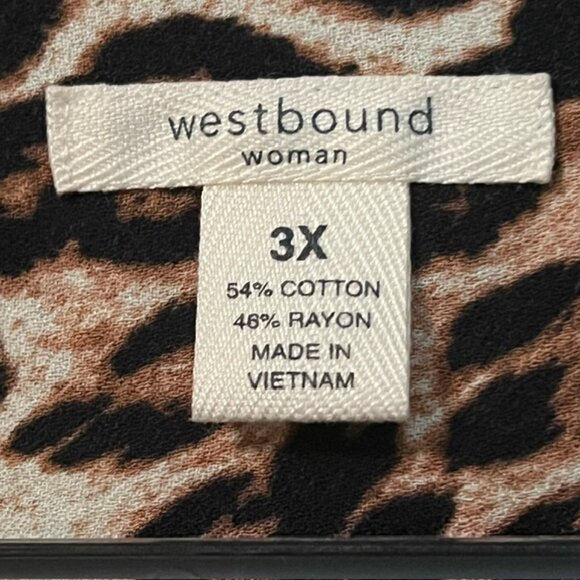 westbound
woman
3X
54% COTTON
46% RAYON
MADE IN
VIETNAM